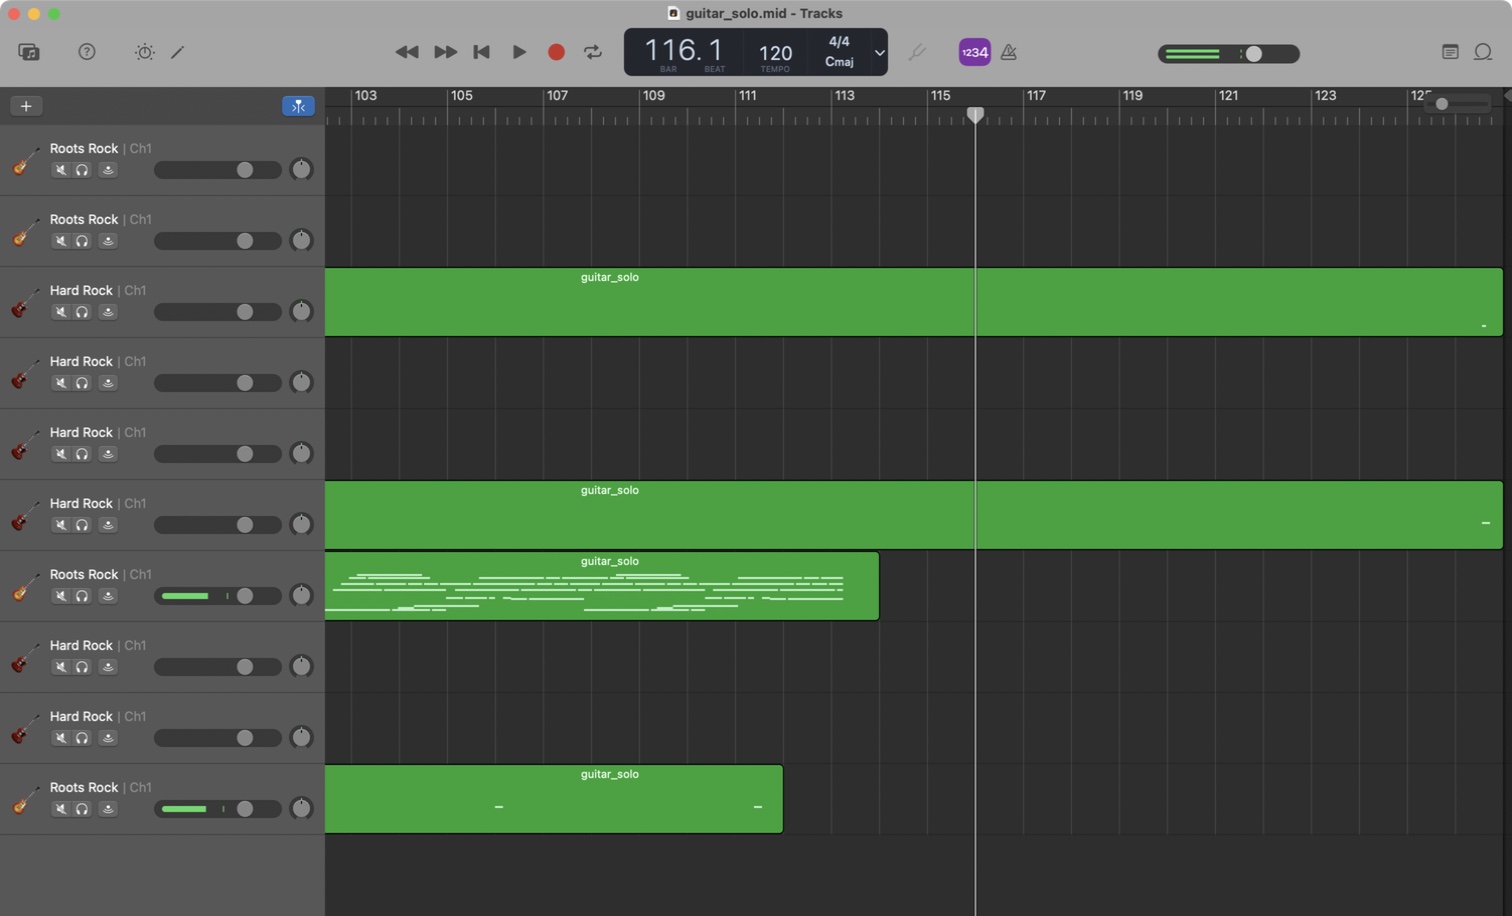 guitar_solo.mid - Tracks
116.1
BAR BEAT
120
TEMPO
4/4
Cmaj
1234
103 105 107 109 111 113 115 117 119 121 123
Roots Rock | Ch1
Roots Rock | Ch1
Hard Rock | Ch1
guitar_solo
Hard Rock | Ch1
Hard Rock | Ch1
Hard Rock | Ch1
guitar_solo
Roots Rock | Ch1
guitar_solo
Hard Rock | Ch1
Hard Rock | Ch1
Roots Rock | Ch1
guitar_solo